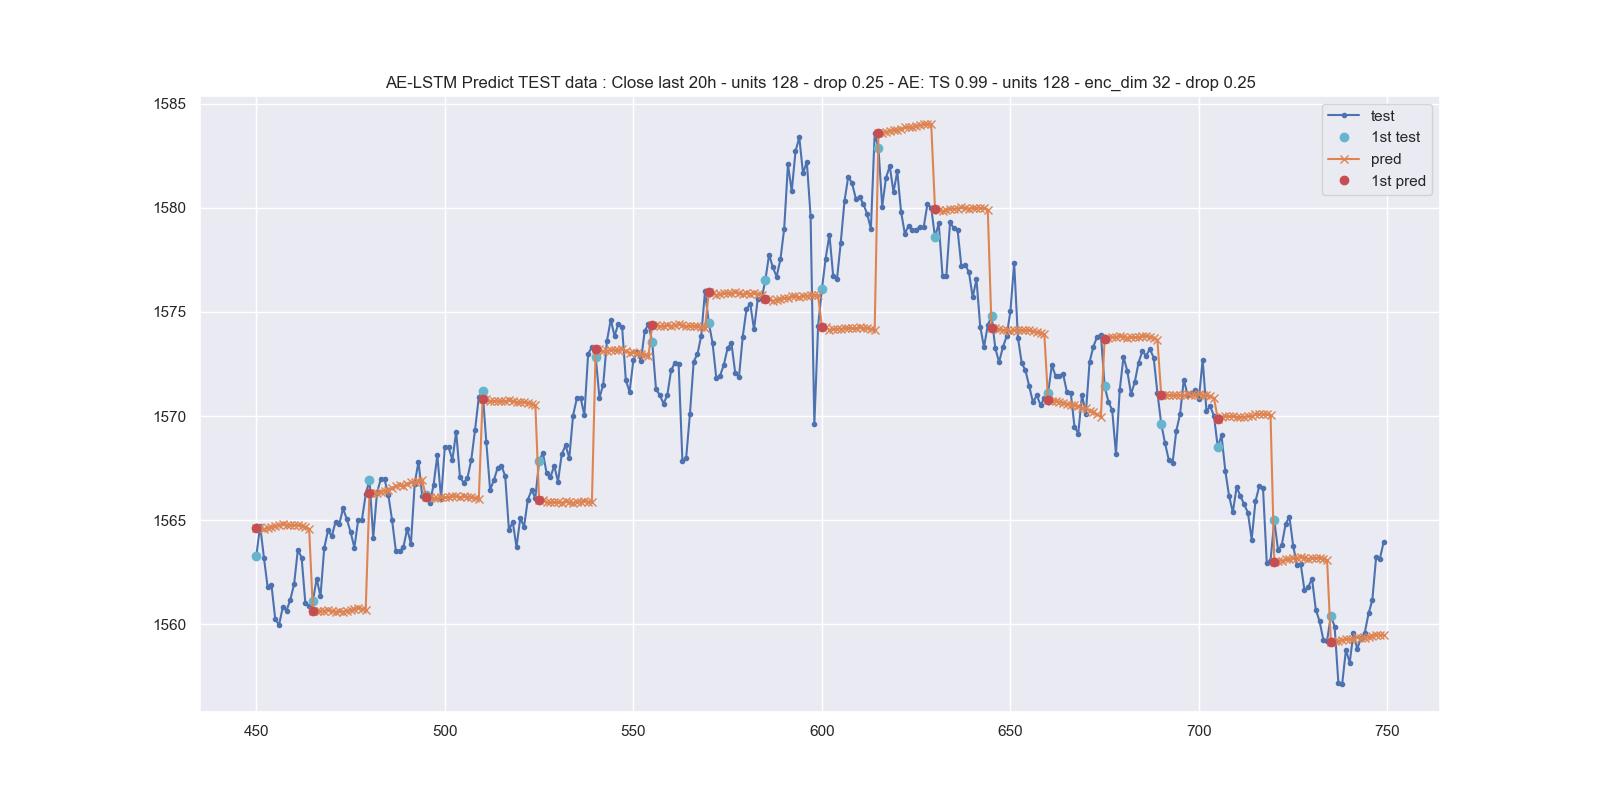 AE-LSTM Predict TEST data : Close last 20h - units 128 - drop 0.25 - AE: TS 0.99 - units 128 - enc_dim 32 - drop 0.25
1585
1580
1575
1570
1565
1560
test
1st test
pred
1st pred
450 500 550 600 650 700 750